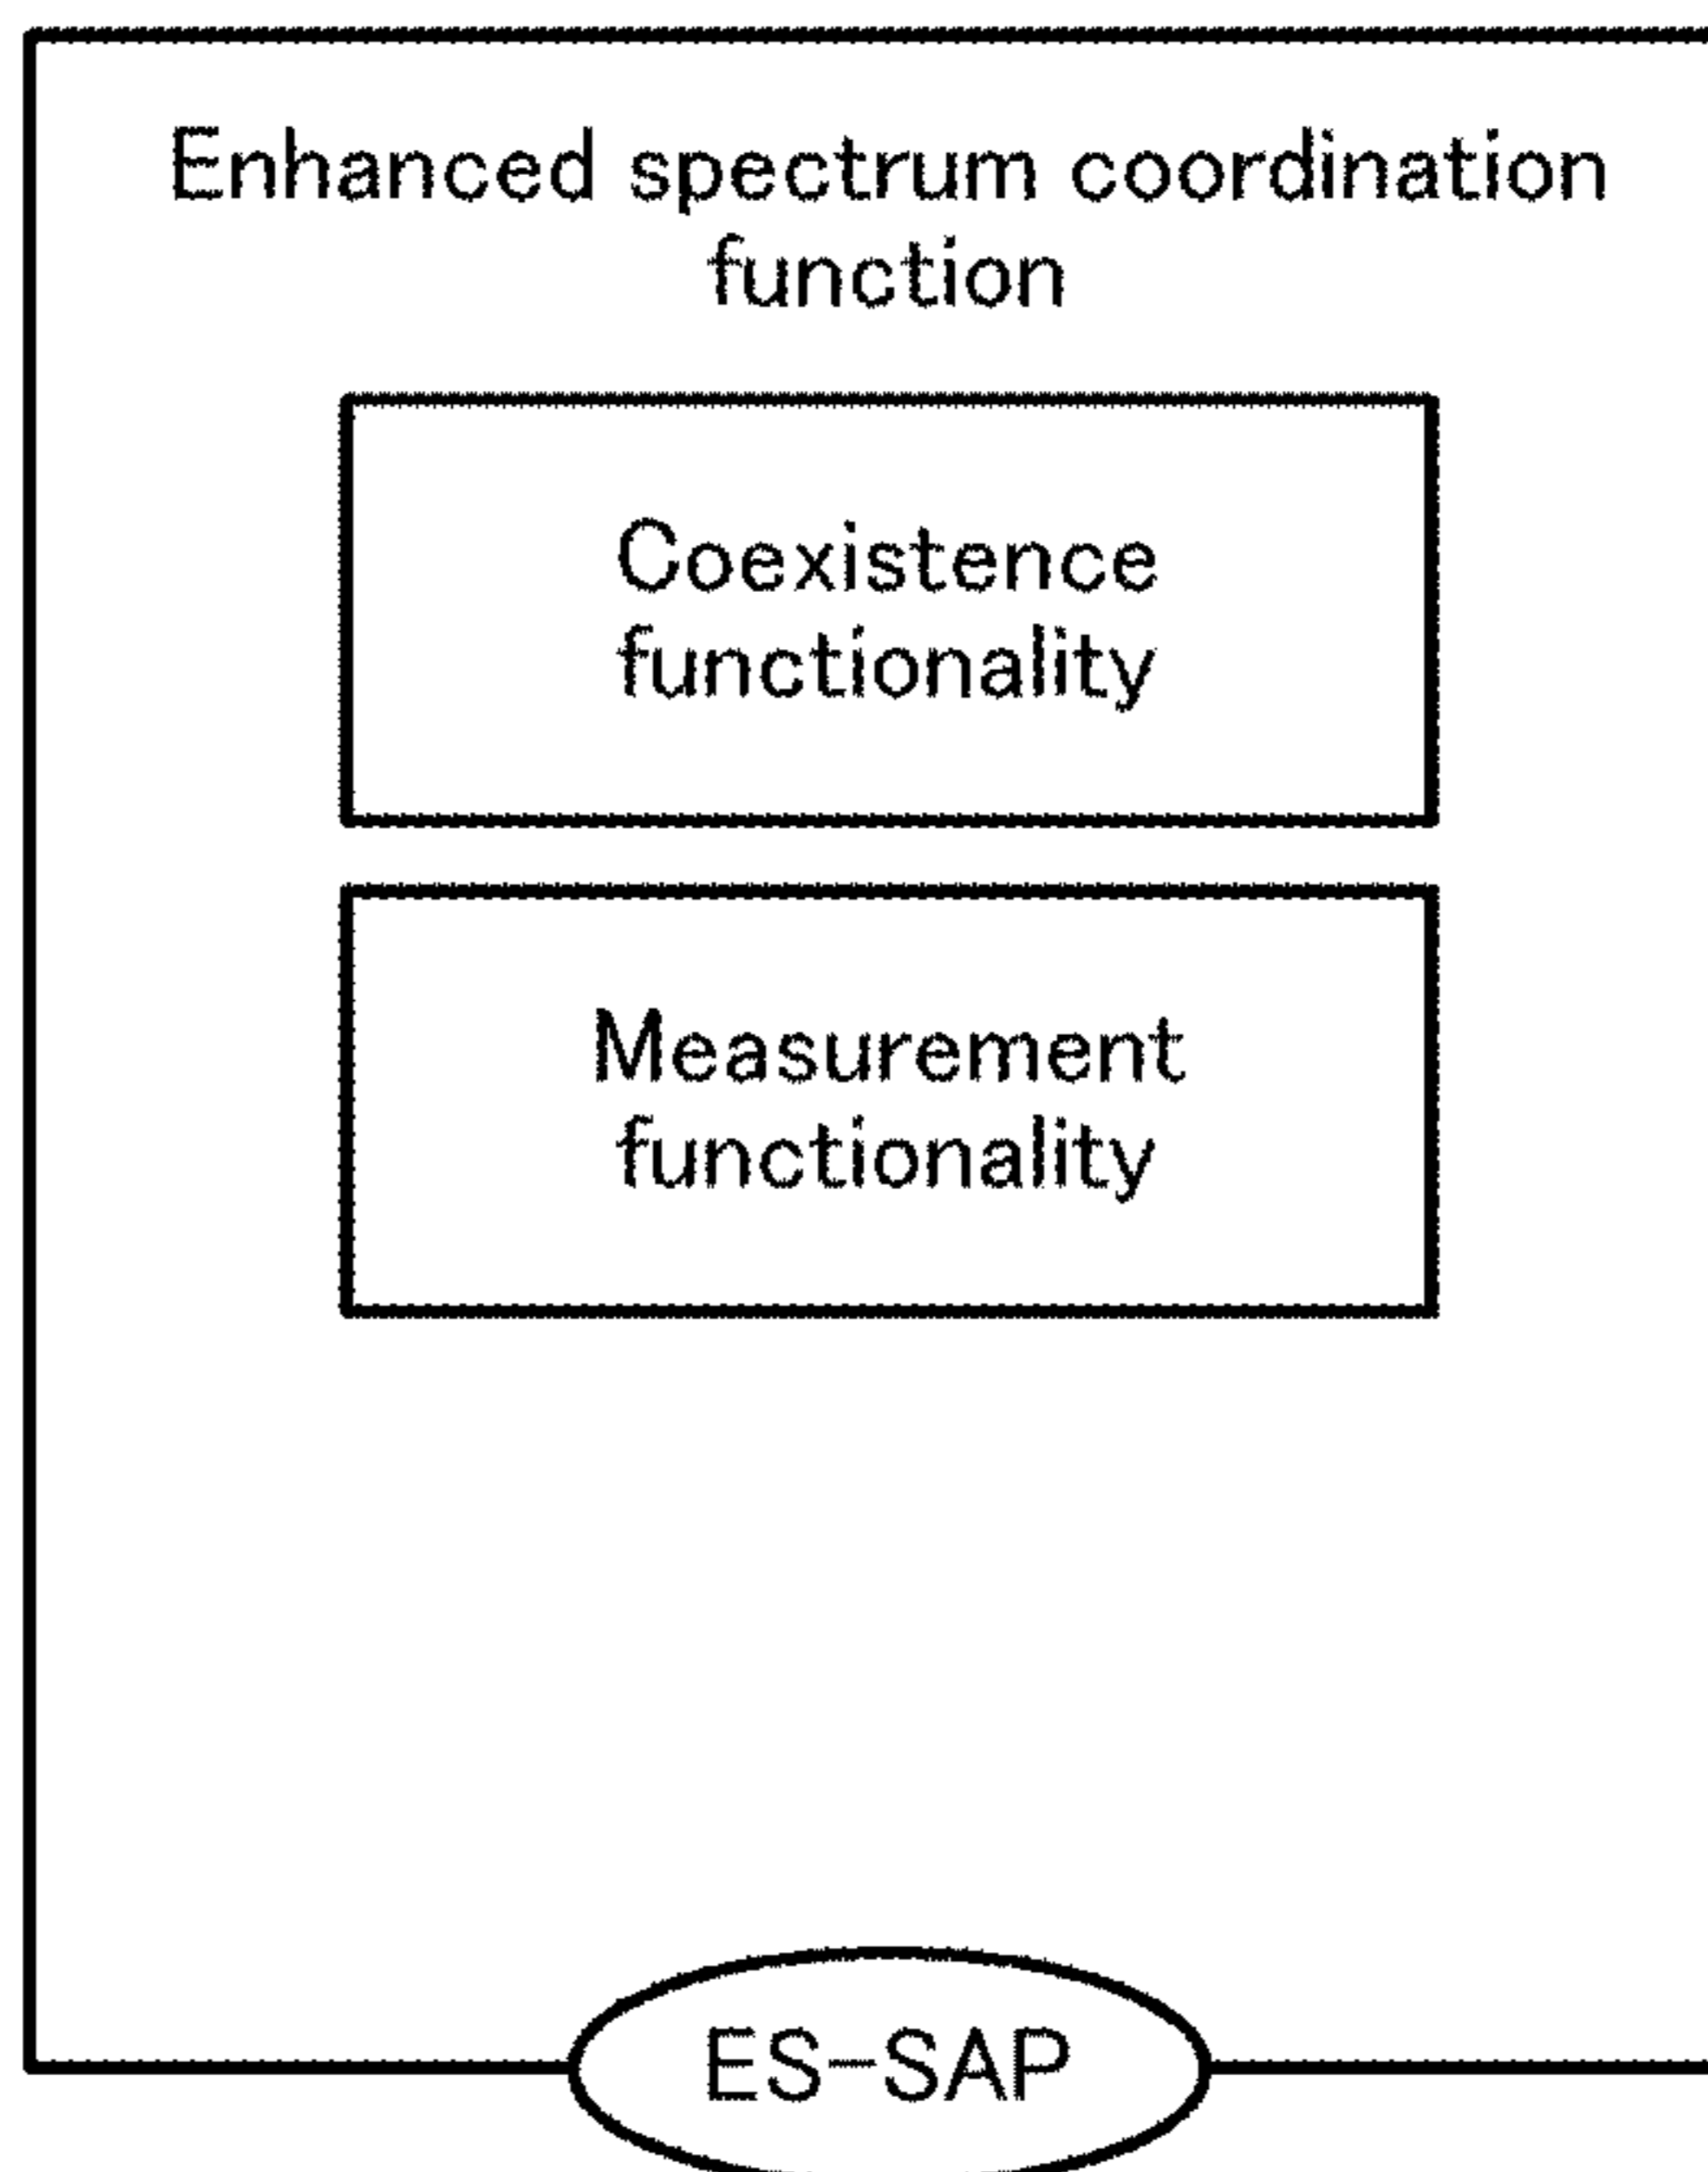 Enhanced spectrum coordination
function
Coexistence
functionality
Measurement
functionality
ES-SAP